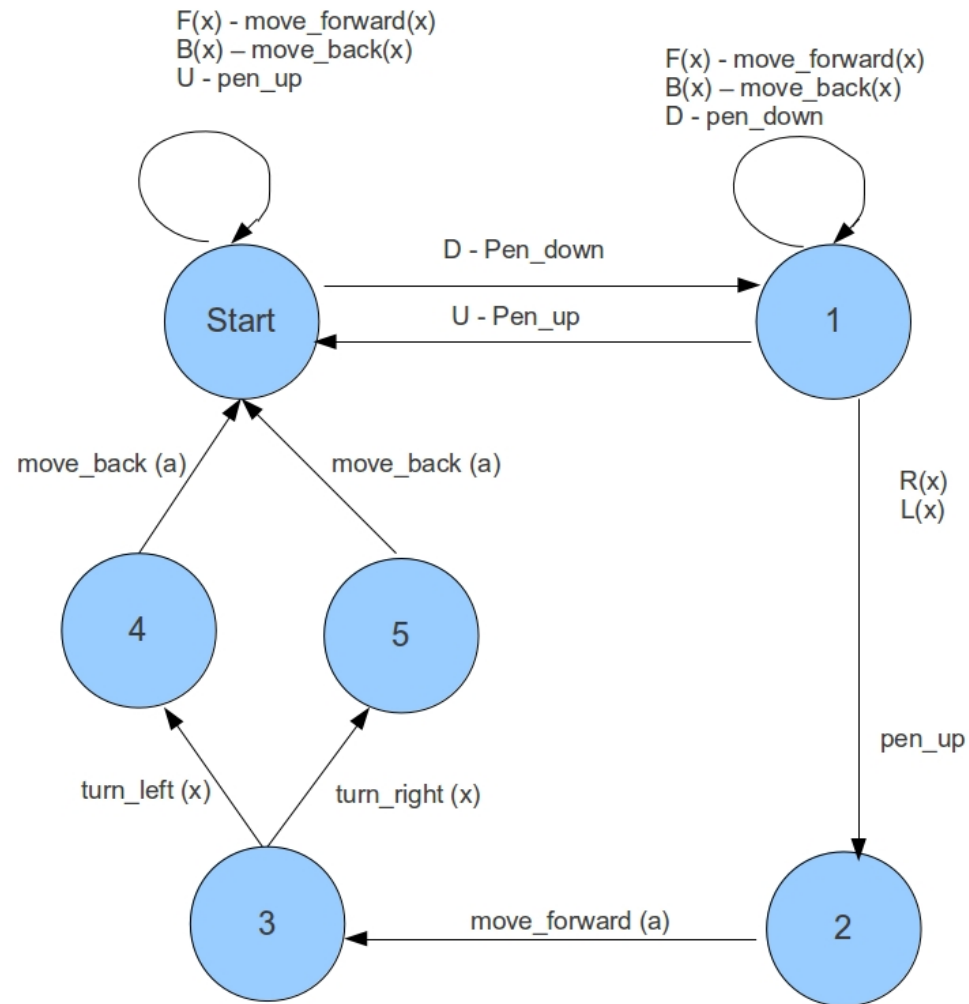 F(x) - move_forward(x)
B(x) – move_back(x)
U - pen_up
F(x) - move_forward(x)
B(x) – move_back(x)
D - pen_down
D - Pen_down
U - Pen_up
Start
1
move_back (a)
move_back (a)
R(x)
L(x)
4
5
pen_up
turn_left (x)
turn_right (x)
3
move_forward (a)
2